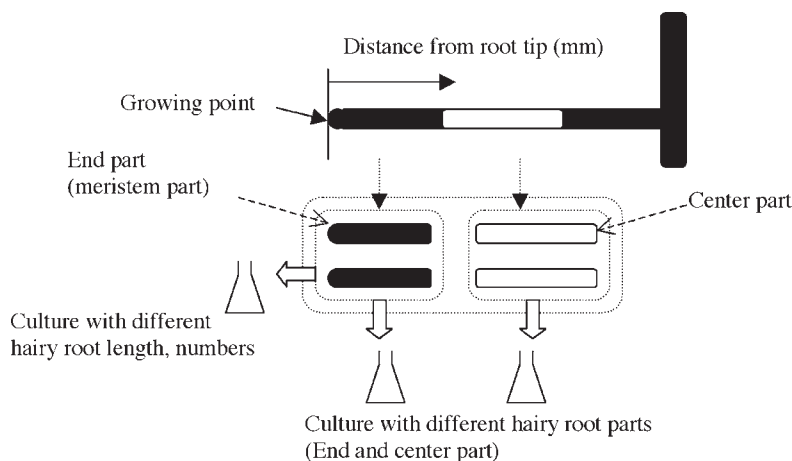 Distance from root tip (mm)
Growing point
End part
(meristem part)
Center part
Culture with different
hairy root length, numbers
Culture with different hairy root parts
(End and center part)